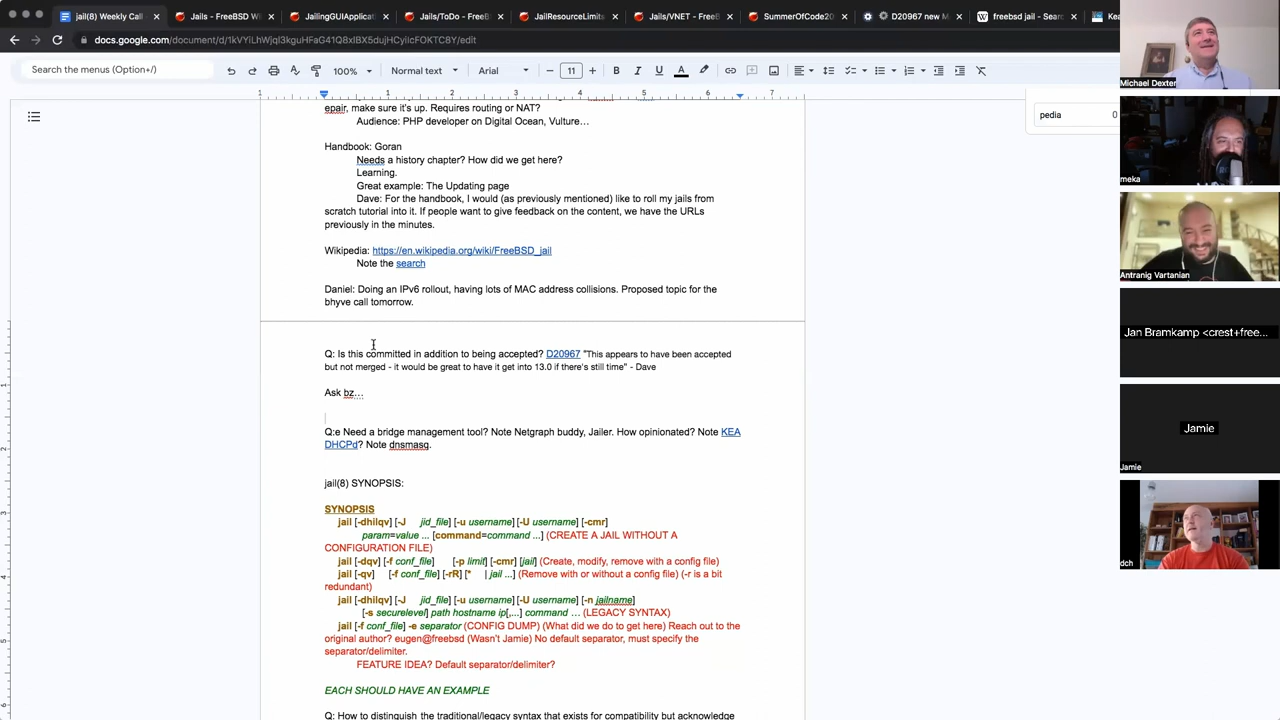 jail(8) Weekly Call
Jails - FreeBSD W
JailingGUIApplicat
Jails/ToDo - FreeB
JailResourceLimits
Jails/VNET - FreeB
SummerOfCode20
D20967 new M
freebsd jail - Sear
Kea
docs.google.com/document/d/1kVYiLhWjql3kguHFaG41Q8xIBX5dujHCyiicFOKTC8Y/edit
Search the menus (Option+/)
100%
Normal text
Arial
11
B I U A
1 1 2 3 4 5 6 7
pedia 0
epair, make sure it's up. Requires routing or NAT?
Audience: PHP developer on Digital Ocean, Vulture…
Handbook: Goran
Needs a history chapter? How did we get here?
Learning.
Great example: The Updating page
Dave: For the handbook, I would (as previously mentioned) like to roll my jails from
scratch tutorial into it. If people want to give feedback on the content, we have the URLs
previously in the minutes.
Wikipedia: https://en.wikipedia.org/wiki/FreeBSD_jail
Note the search
Daniel: Doing an IPv6 rollout, having lots of MAC address collisions. Proposed topic for the
bhyve call tomorrow.
Q: Is this committed in addition to being accepted? D20967 "This appears to have been accepted
but not merged - it would be great to have it get into 13.0 if there's still time" - Dave
Ask bz…
Q:e Need a bridge management tool? Note Netgraph buddy, Jailer. How opinionated? Note KEA
DHCPd? Note dnsmasq.
jail(8) SYNOPSIS:
SYNOPSIS
jail [-dhilqv] [-J jid_file] [-u username] [-U username] [-cmr]
param=value ... [command=command ...] (CREATE A JAIL WITHOUT A
CONFIGURATION FILE)
jail [-dqv] [-f conf_file] [-p limit] [-cmr] [jail] (Create, modify, remove with a config file)
jail [-qv] [-f conf_file] [-rR] [* | jail ...] (Remove with or without a config file) (-r is a bit
redundant)
jail [-dhilqv] [-J jid_file] [-u username] [-U username] [-n jailname]
[-s securelevel] path hostname ip[,...] command … (LEGACY SYNTAX)
jail [-f conf_file] -e separator (CONFIG DUMP) (What did we do to get here) Reach out to the
original author? eugen@freebsd (Wasn't Jamie) No default separator, must specify the
separator/delimiter.
FEATURE IDEA? Default separator/delimiter?
EACH SHOULD HAVE AN EXAMPLE
Q: How to distinguish the traditional/legacy syntax that exists for compatibility but acknowledge
Michael Dexter
meka
Antranig Vartanian
Jan Bramkamp <crest+free...
Jamie
Jamie
dch